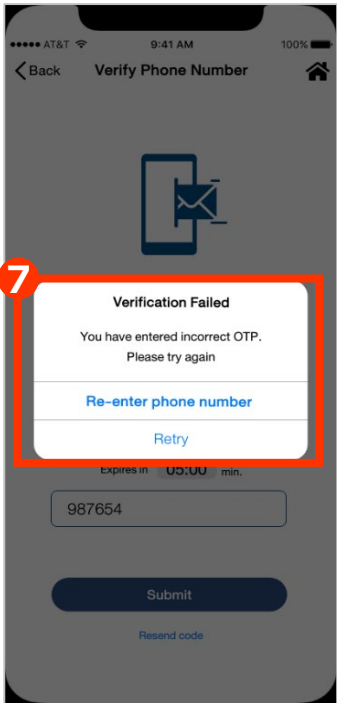 AT&T 9:41 AM 100%
Back Verify Phone Number
7
Verification Failed
You have entered incorrect OTP.
Please try again
Re-enter phone number
Retry
Expires in 05:00 min.
987654
Submit
Resend code